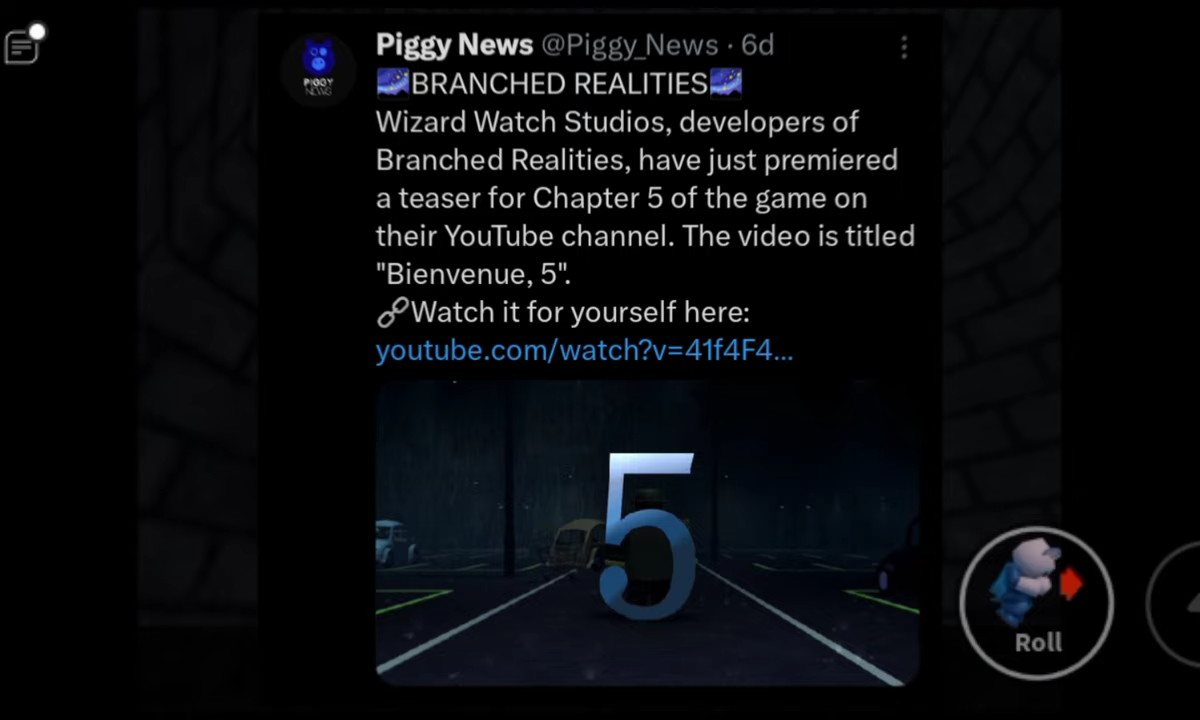 Piggy News @Piggy_News · 6d
🌌BRANCHED REALITIES🌌
Wizard Watch Studios, developers of
Branched Realities, have just premiered
a teaser for Chapter 5 of the game on
their YouTube channel. The video is titled
"Bienvenue, 5".
🔗Watch it for yourself here:
youtube.com/watch?v=41f4F4...
PIGGY
NEWS
5
Roll